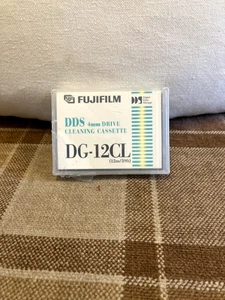 FUJIFILM
DDS 4mm DRIVE
CLEANING CASSETTE
DG-12CL